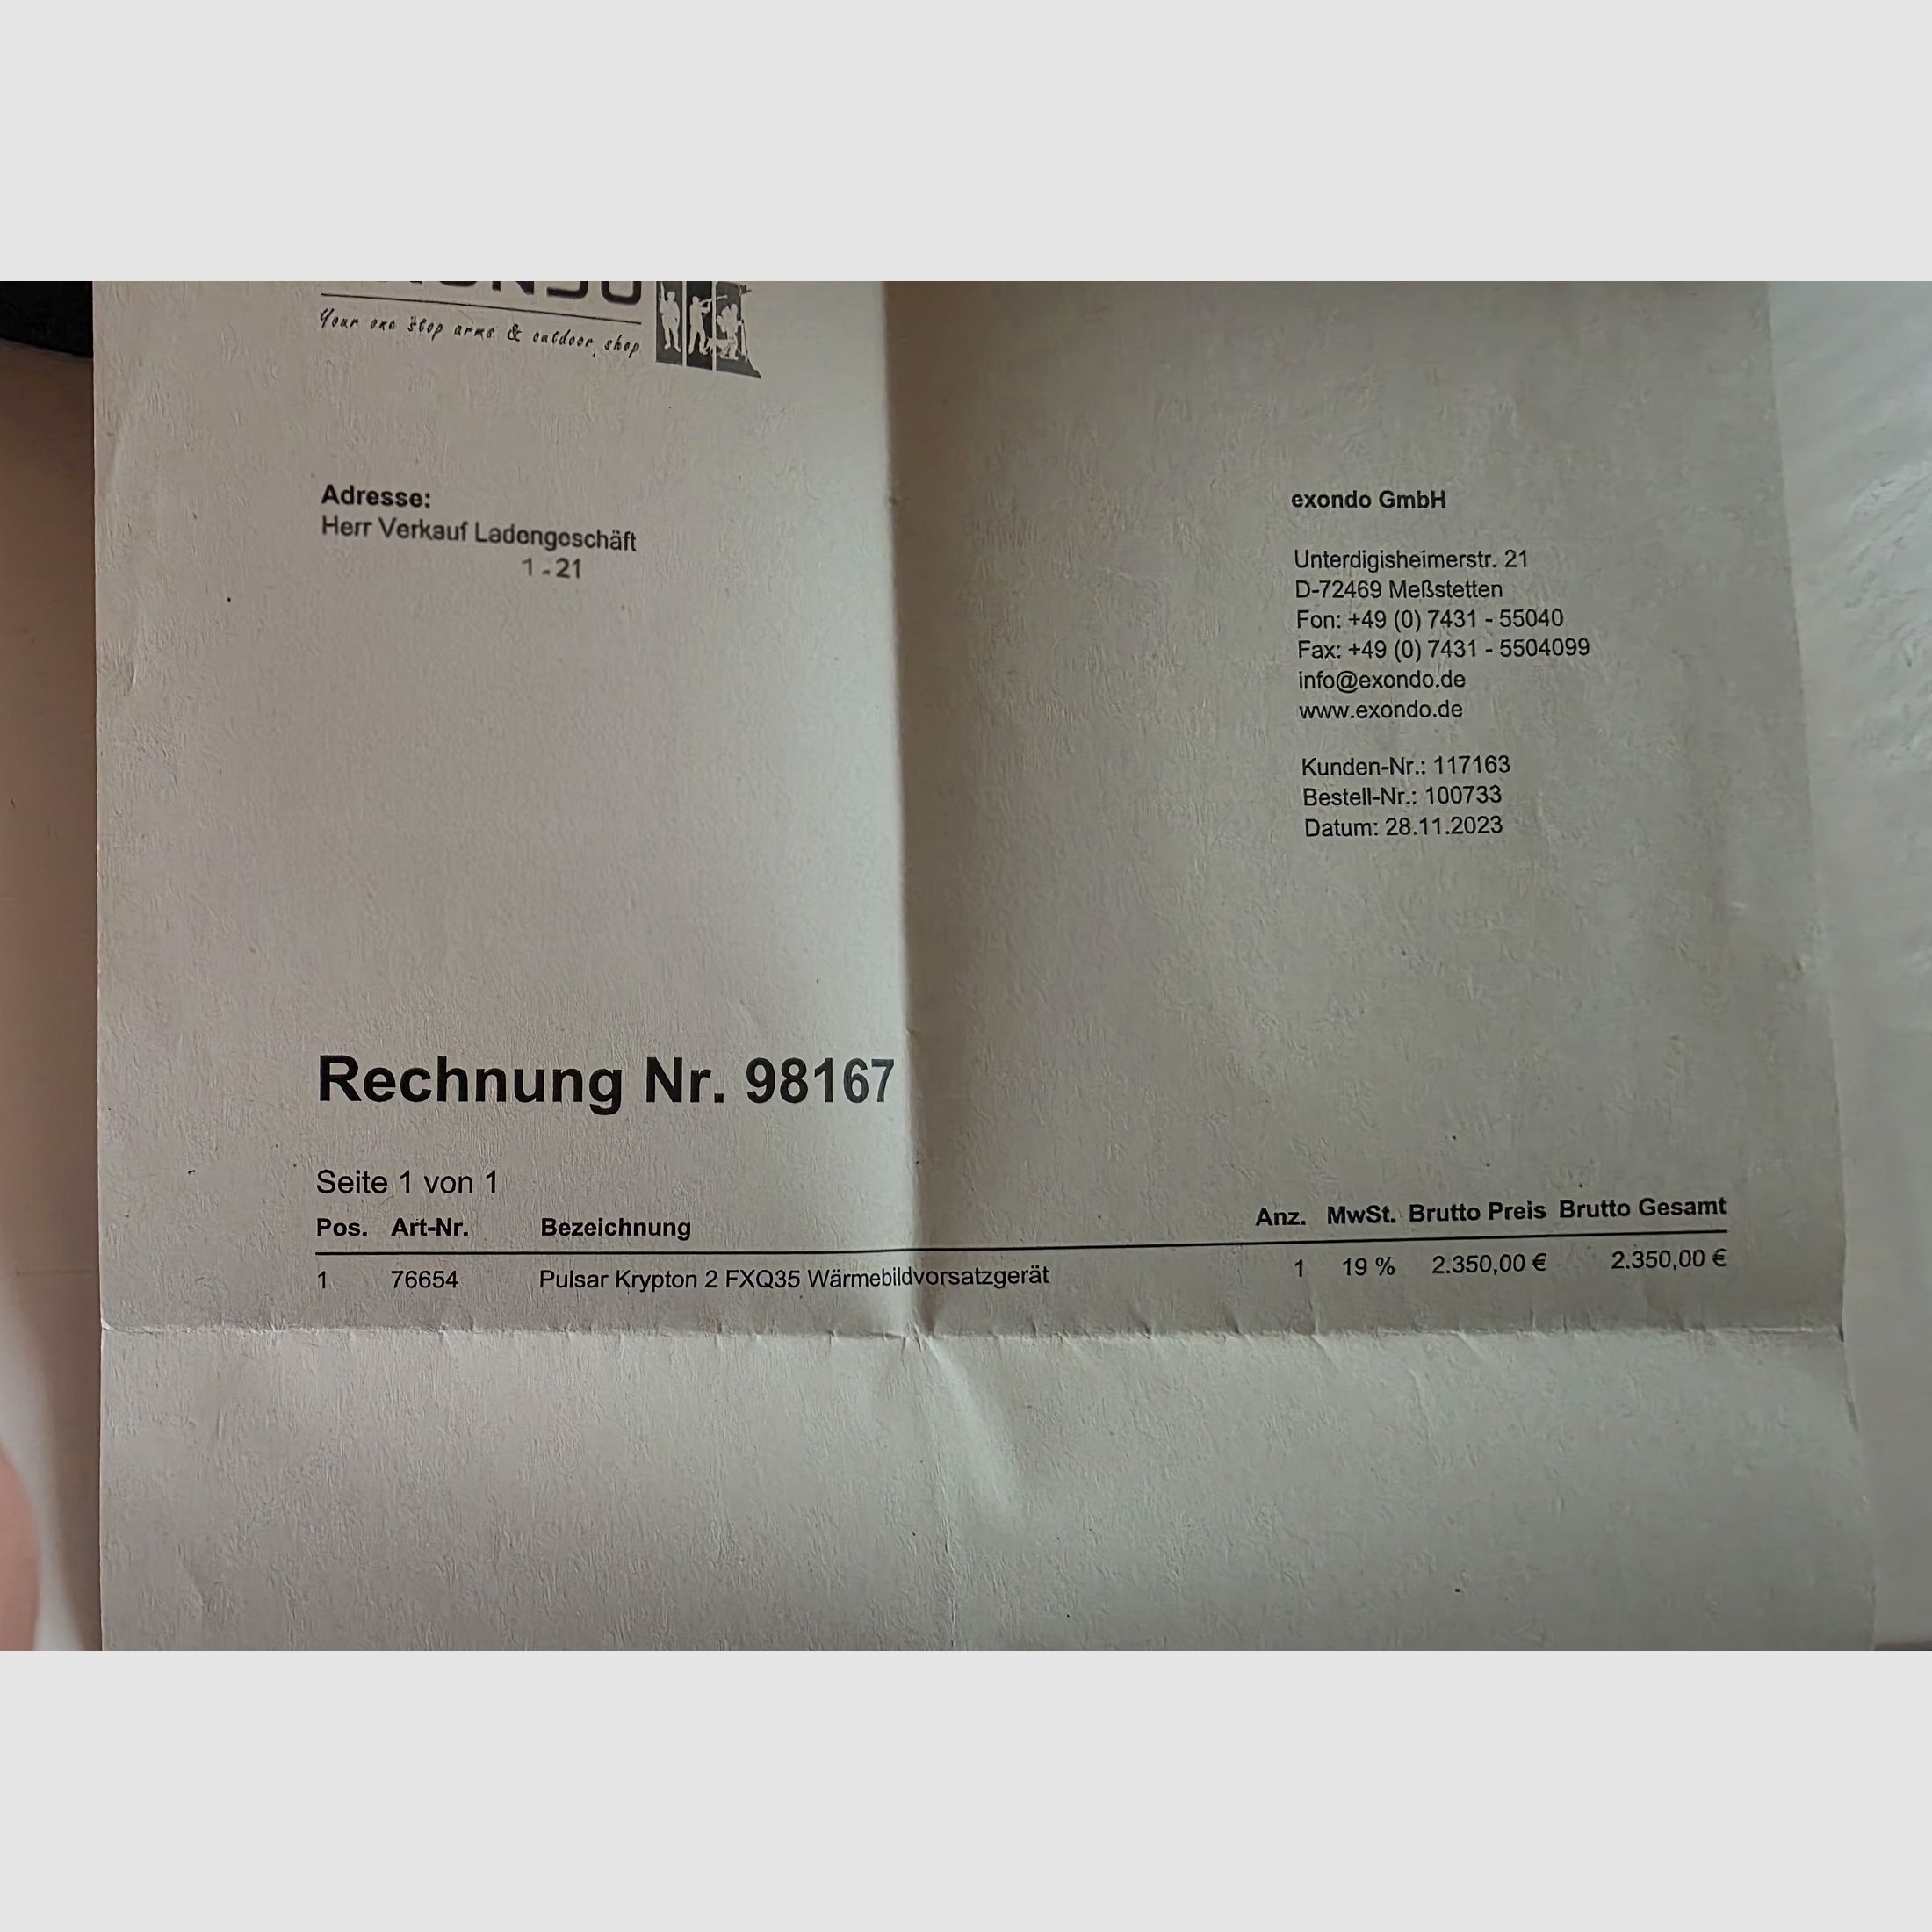 Your one stop arms & outdoor shop
Adresse:
Herr Verkauf Ladengeschäft
1 - 21
exondo GmbH
Unterdigisheimerstr. 21
D-72469 Meßstetten
Fon: +49 (0) 7431 - 55040
Fax: +49 (0) 7431 - 5504099
info@exondo.de
www.exondo.de
Kunden-Nr.: 117163
Bestell-Nr.: 100733
Datum: 28.11.2023
Rechnung Nr. 98167
Seite 1 von 1
Pos. Art-Nr. Bezeichnung Anz. MwSt. Brutto Preis Brutto Gesamt
1 76654 Pulsar Krypton 2 FXQ35 Wärmebildvorsatzgerät 1 19 % 2.350,00 € 2.350,00 €